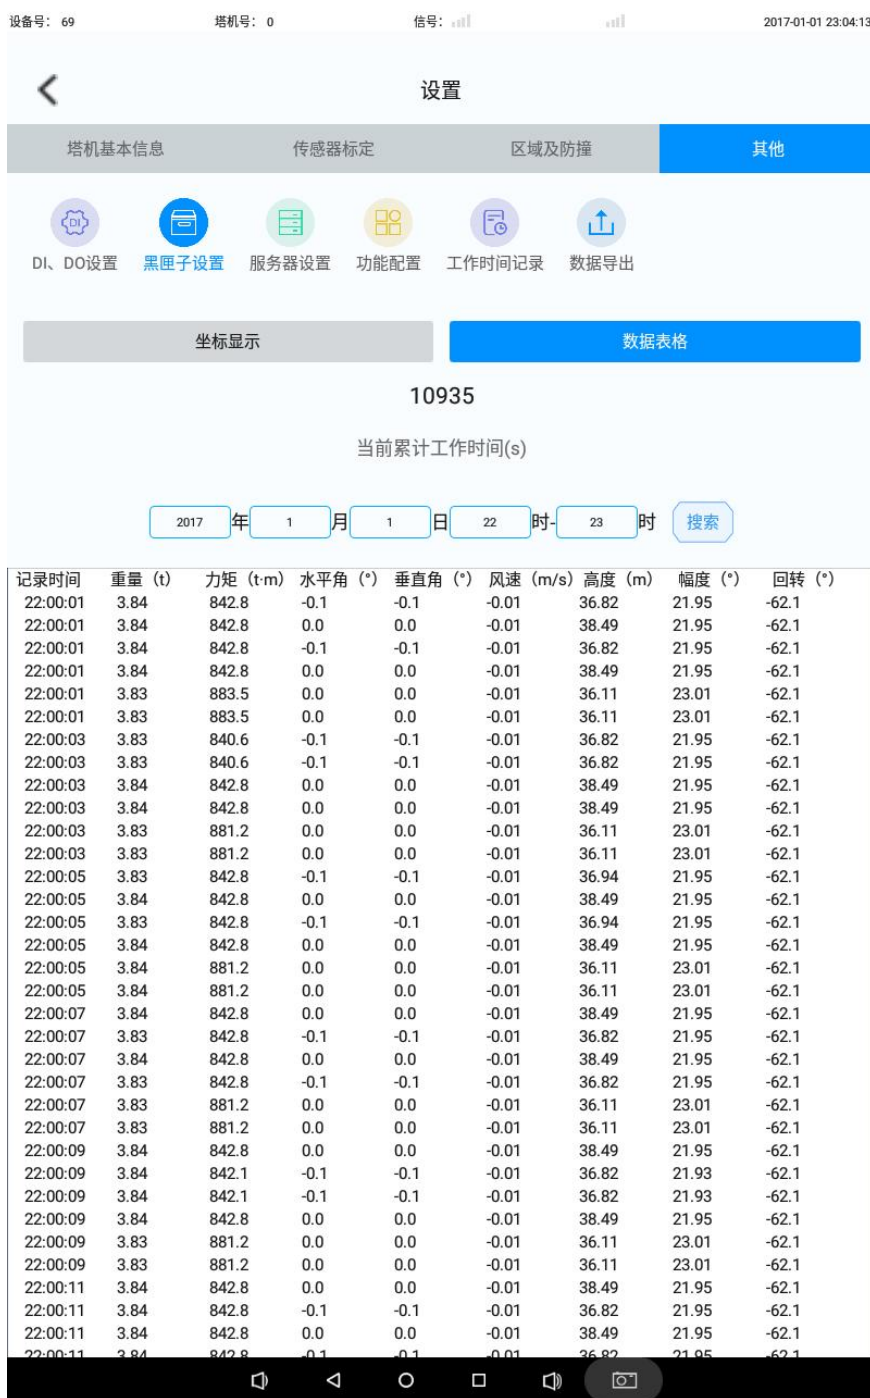 设备号： 69 塔机号： 0 信号： 2017-01-01 23:04:13
设置
塔机基本信息 传感器标定 区域及防撞 其他
DI
DI、DO设置 黑匣子设置 服务器设置 功能配置 工作时间记录 数据导出
坐标显示 数据表格
10935
当前累计工作时间(s)
2017 年 1 月 1 日 22 时- 23 时 搜索
记录时间 重量（t） 力矩（t·m） 水平角（°） 垂直角（°） 风速（m/s） 高度（m） 幅度（°） 回转（°）
22:00:01 3.84 842.8 -0.1 -0.1 -0.01 36.82 21.95 -62.1
22:00:01 3.84 842.8 0.0 0.0 -0.01 38.49 21.95 -62.1
22:00:01 3.84 842.8 -0.1 -0.1 -0.01 36.82 21.95 -62.1
22:00:01 3.84 842.8 0.0 0.0 -0.01 38.49 21.95 -62.1
22:00:01 3.83 883.5 0.0 0.0 -0.01 36.11 23.01 -62.1
22:00:01 3.83 883.5 0.0 0.0 -0.01 36.11 23.01 -62.1
22:00:03 3.83 840.6 -0.1 -0.1 -0.01 36.82 21.95 -62.1
22:00:03 3.83 840.6 -0.1 -0.1 -0.01 36.82 21.95 -62.1
22:00:03 3.84 842.8 0.0 0.0 -0.01 38.49 21.95 -62.1
22:00:03 3.84 842.8 0.0 0.0 -0.01 38.49 21.95 -62.1
22:00:03 3.83 881.2 0.0 0.0 -0.01 36.11 23.01 -62.1
22:00:03 3.83 881.2 0.0 0.0 -0.01 36.11 23.01 -62.1
22:00:05 3.83 842.8 -0.1 -0.1 -0.01 36.94 21.95 -62.1
22:00:05 3.84 842.8 0.0 0.0 -0.01 38.49 21.95 -62.1
22:00:05 3.83 842.8 -0.1 -0.1 -0.01 36.94 21.95 -62.1
22:00:05 3.84 842.8 0.0 0.0 -0.01 38.49 21.95 -62.1
22:00:05 3.84 881.2 0.0 0.0 -0.01 36.11 23.01 -62.1
22:00:05 3.84 881.2 0.0 0.0 -0.01 36.11 23.01 -62.1
22:00:07 3.84 842.8 0.0 0.0 -0.01 38.49 21.95 -62.1
22:00:07 3.83 842.8 -0.1 -0.1 -0.01 36.82 21.95 -62.1
22:00:07 3.84 842.8 0.0 0.0 -0.01 38.49 21.95 -62.1
22:00:07 3.83 842.8 -0.1 -0.1 -0.01 36.82 21.95 -62.1
22:00:07 3.83 881.2 0.0 0.0 -0.01 36.11 23.01 -62.1
22:00:07 3.83 881.2 0.0 0.0 -0.01 36.11 23.01 -62.1
22:00:09 3.84 842.8 0.0 0.0 -0.01 38.49 21.95 -62.1
22:00:09 3.84 842.1 -0.1 -0.1 -0.01 36.82 21.93 -62.1
22:00:09 3.84 842.1 -0.1 -0.1 -0.01 36.82 21.93 -62.1
22:00:09 3.84 842.8 0.0 0.0 -0.01 38.49 21.95 -62.1
22:00:09 3.83 881.2 0.0 0.0 -0.01 36.11 23.01 -62.1
22:00:09 3.83 881.2 0.0 0.0 -0.01 36.11 23.01 -62.1
22:00:11 3.84 842.8 0.0 0.0 -0.01 38.49 21.95 -62.1
22:00:11 3.84 842.8 -0.1 -0.1 -0.01 36.82 21.95 -62.1
22:00:11 3.84 842.8 0.0 0.0 -0.01 38.49 21.95 -62.1
22:00:11 3.84 842.8 -0.1 -0.1 -0.01 36.82 21.95 -62.1